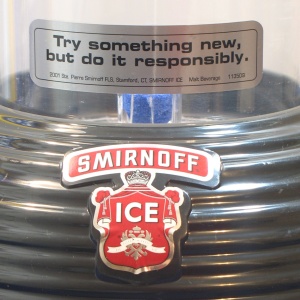 Try something new,
but do it responsibly.
2001 Ste. Pierre Smirnoff FLS, Stamford, CT, SMIRNOFF ICE Malt Beverage 113509
SMIRNOFF
ICE